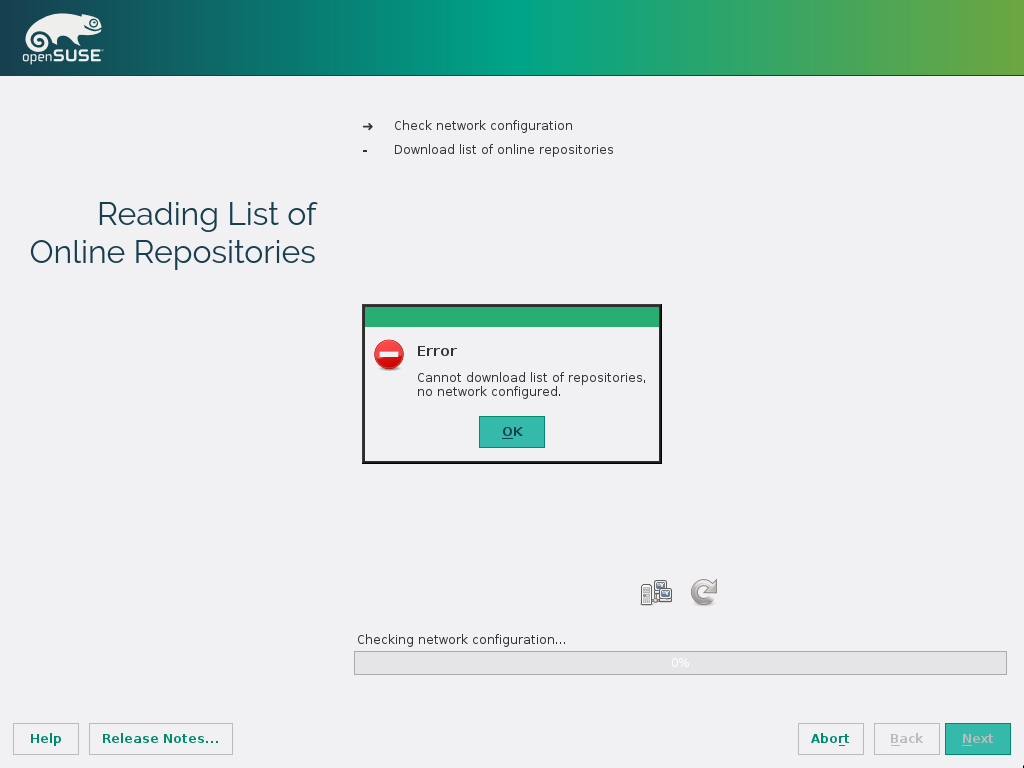 openSUSE
➔ Check network configuration
- Download list of online repositories
Reading List of
Online Repositories
Error
Cannot download list of repositories,
no network configured.
OK
Checking network configuration...
0%
Help
Release Notes...
Abort
Back
Next